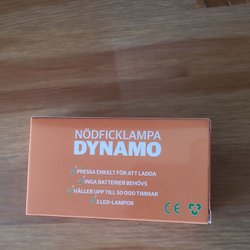 NÖDFICKLAMPA
DYNAMO
PRESSA ENKELT FÖR ATT LADDA
INGA BATTERIER BEHÖVS
HÅLLER UPP TILL 50 000 TIMMAR
3 LED-LAMPOR
CE